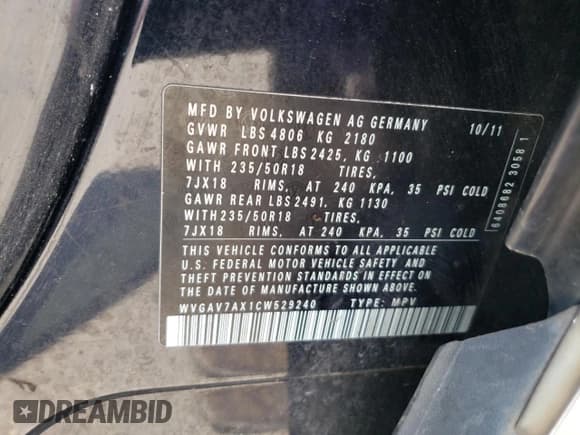 MFD BY VOLKSWAGEN AG GERMANY 10/11
GVWR LBS 4806 KG 2180
GAWR FRONT LBS 2425, KG 1100
WITH 235/50R18 TIRES,
7JX18 RIMS, AT 240 KPA, 35 PSI COLD
GAWR REAR LBS 2491, KG 1130
WITH 235/50R18 TIRES,
7JX18 RIMS, AT 240 KPA, 35 PSI COLD
THIS VEHICLE CONFORMS TO ALL APPLICABLE
U.S. FEDERAL MOTOR VEHICLE SAFETY AND
THEFT PREVENTION STANDARDS IN EFFECT ON
THE DATE OF MANUFACTURE SHOWN ABOVE.
WVGAV7AX1CW529240 TYPE: MPV
6408682 3058 1
DREAMBID